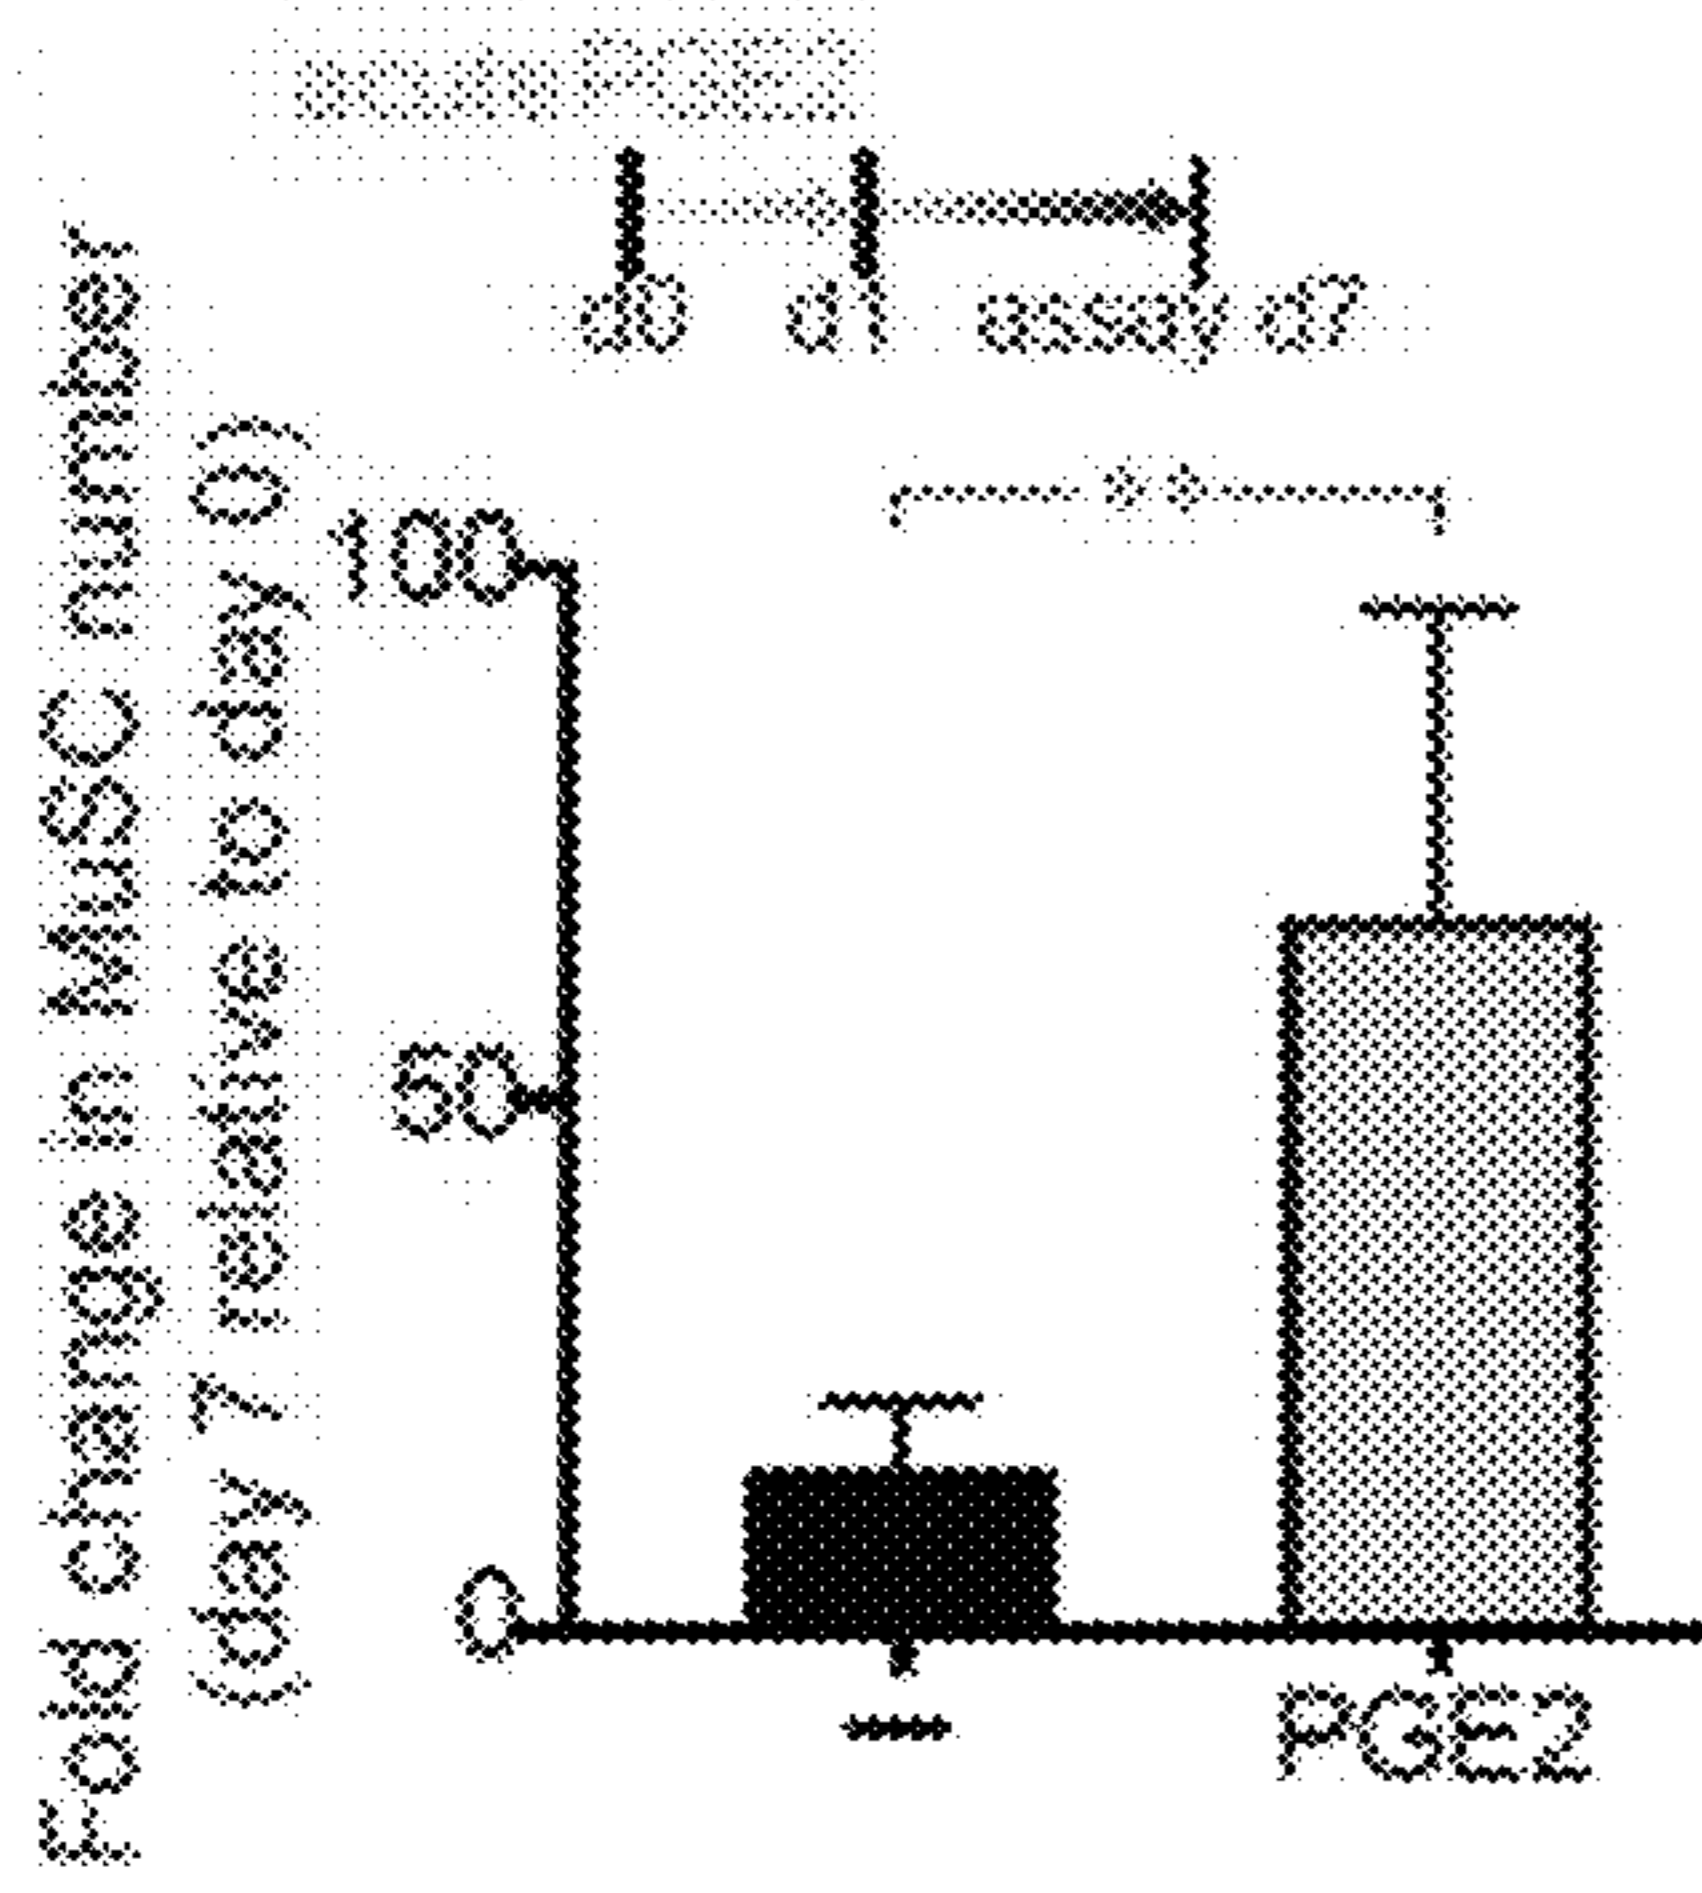 d0 d1 assay d7
Fold change in MuSC number
(day 7 relative to day 0)
**
100
50
0
–
PGE2